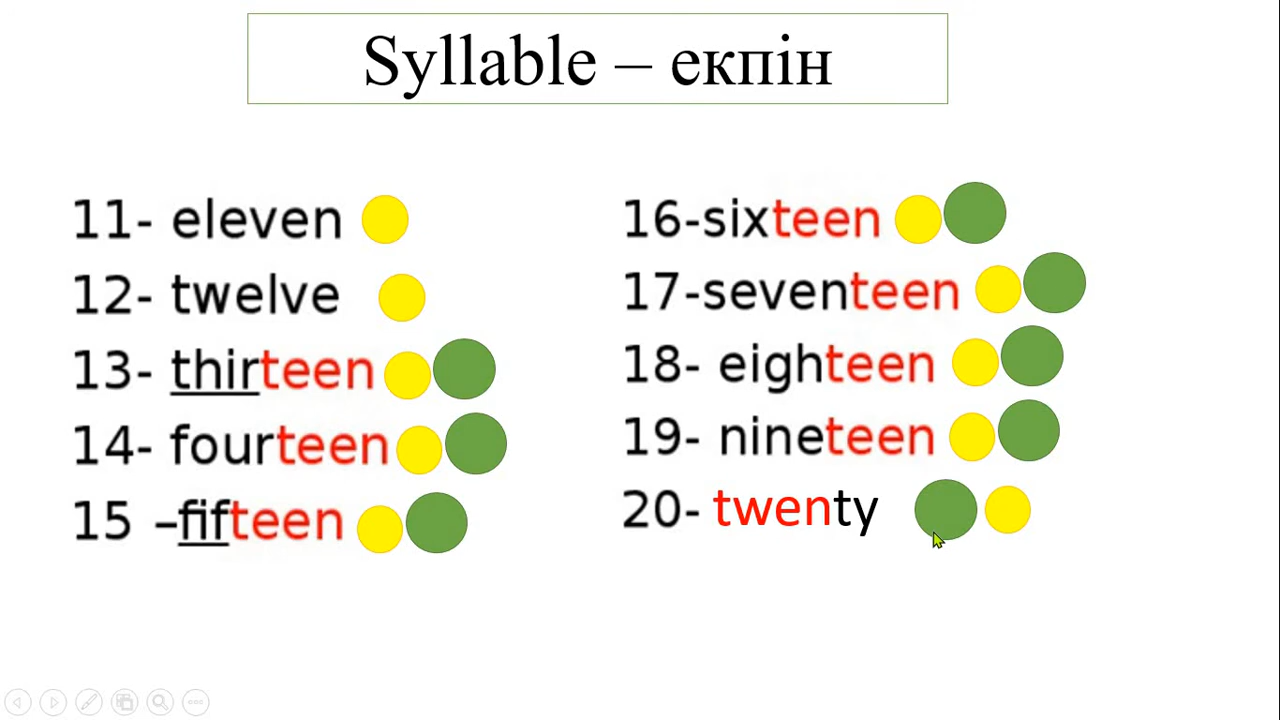 Syllable – екпін
11- eleven
12- twelve
13- thirteen
14- fourteen
15 –fifteen
16-sixteen
17-seventeen
18- eighteen
19- nineteen
20- twenty